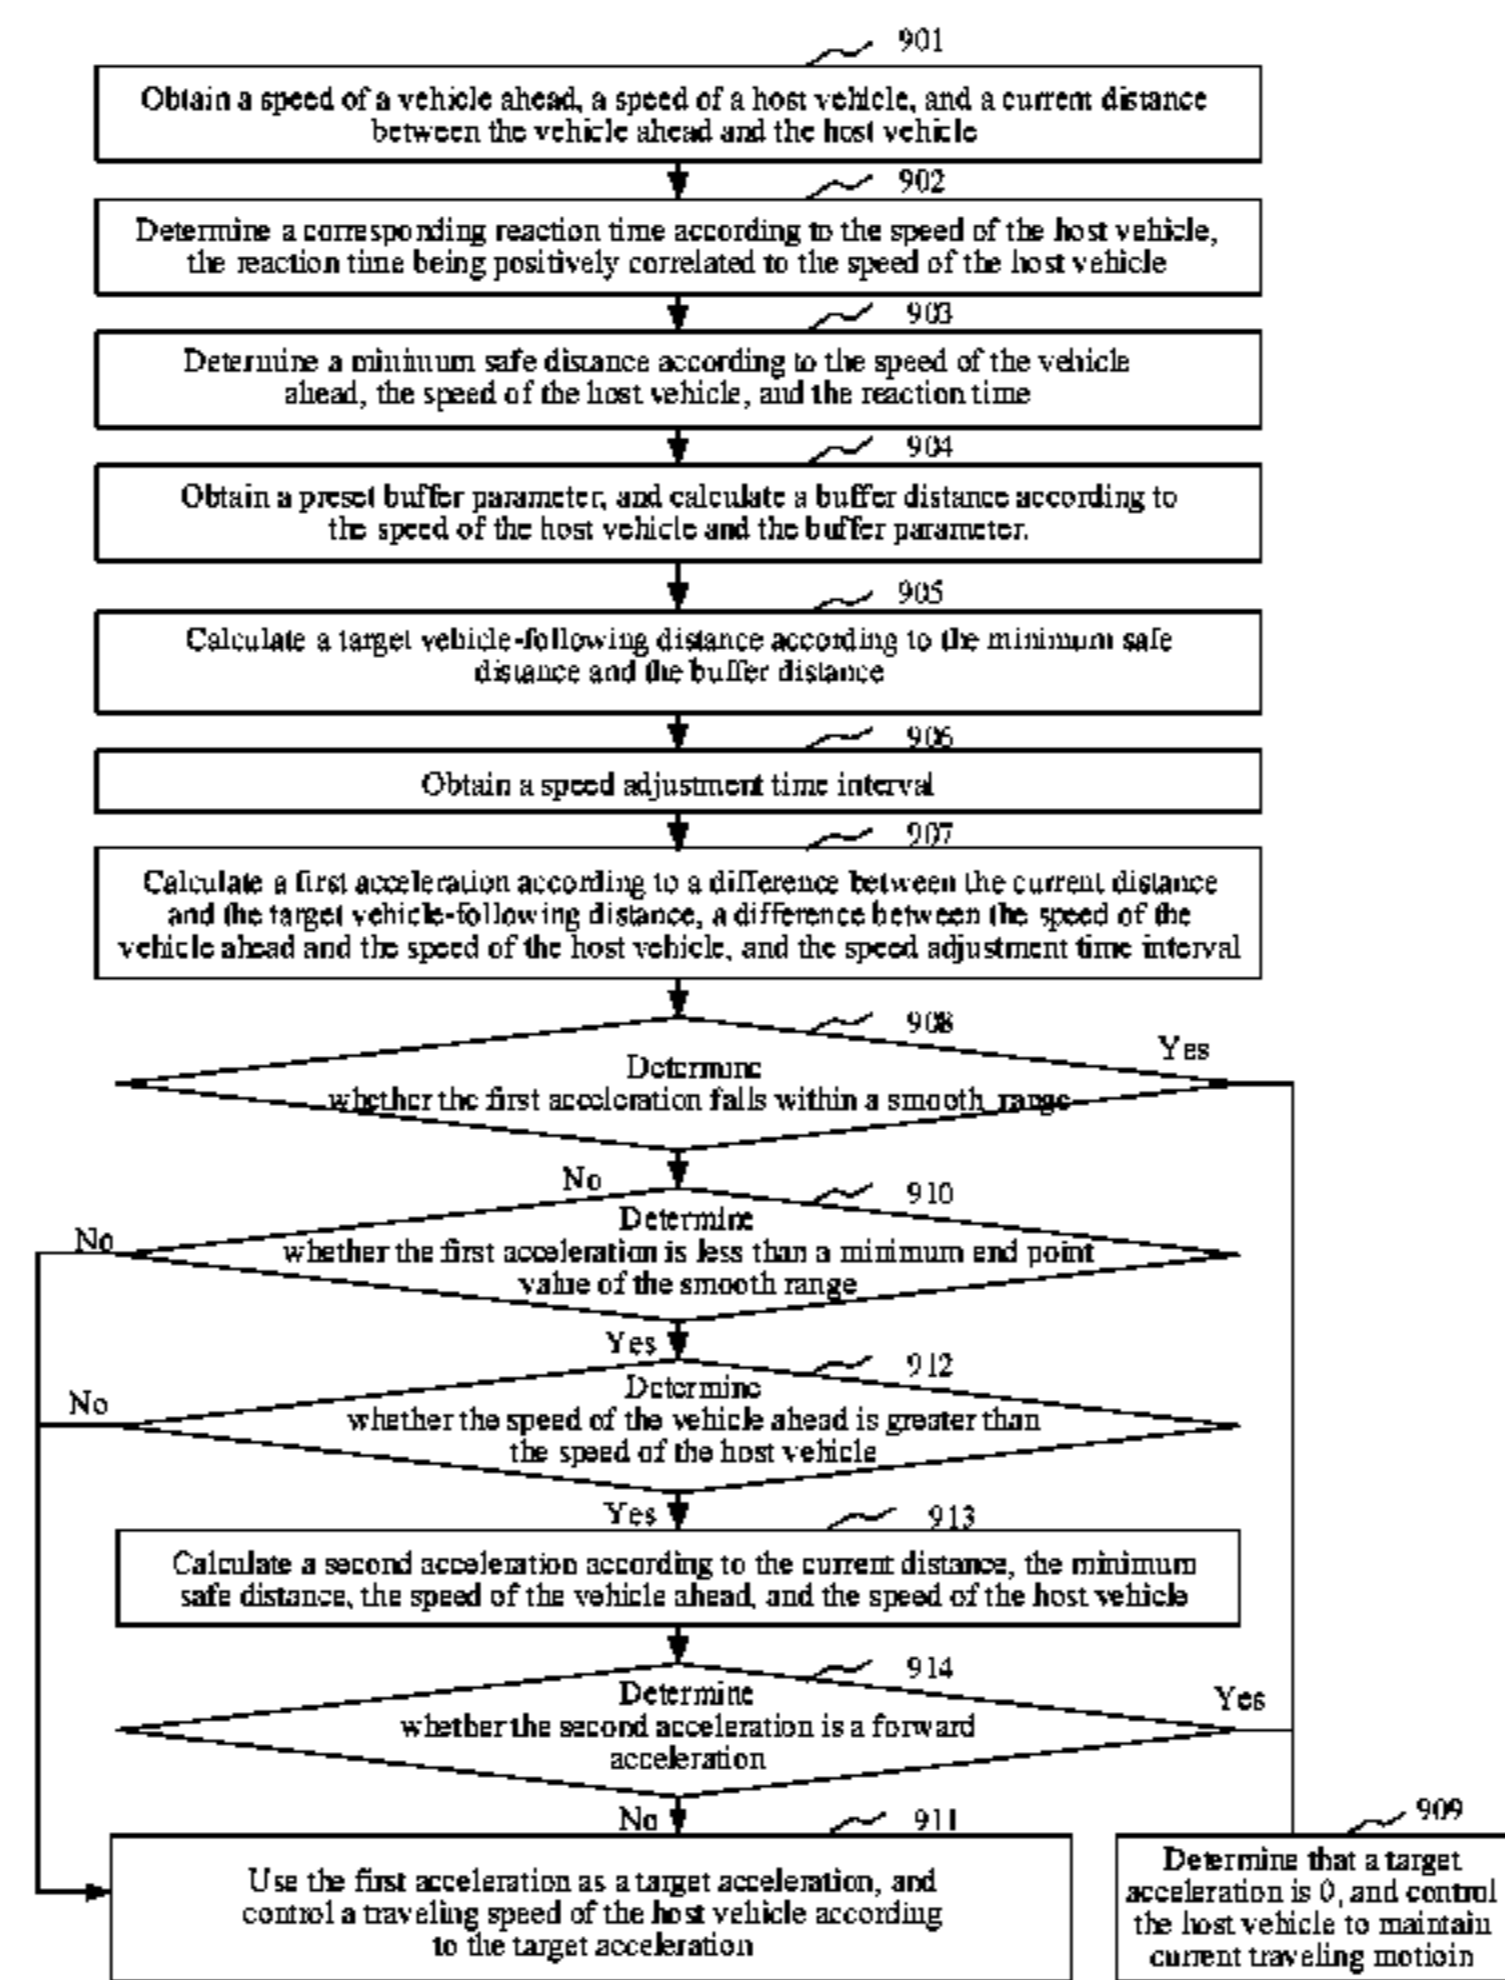 901
Obtain a speed of a vehicle ahead, a speed of a host vehicle, and a current distance
between the vehicle ahead and the host vehicle
902
Determine a corresponding reaction time according to the speed of the host vehicle,
the reaction time being positively correlated to the speed of the host vehicle
903
Determine a minimum safe distance according to the speed of the vehicle
ahead, the speed of the host vehicle, and the reaction time
904
Obtain a preset buffer parameter, and calculate a buffer distance according to
the speed of the host vehicle and the buffer parameter.
905
Calculate a target vehicle-following distance according to the minimum safe
distance and the buffer distance
906
Obtain a speed adjustment time interval
907
Calculate a first acceleration according to a difference between the current distance
and the target vehicle-following distance, a difference between the speed of the
vehicle ahead and the speed of the host vehicle, and the speed adjustment time interval
908
Yes
Determine
whether the first acceleration falls within a smooth range
No
910
No
Determine
whether the first acceleration is less than a minimum end point
value of the smooth range
Yes
912
No
Determine
whether the speed of the vehicle ahead is greater than
the speed of the host vehicle
Yes
913
Calculate a second acceleration according to the current distance, the minimum
safe distance, the speed of the vehicle ahead, and the speed of the host vehicle
914
Yes
Determine
whether the second acceleration is a forward
acceleration
No
911
Use the first acceleration as a target acceleration, and
control a traveling speed of the host vehicle according
to the target acceleration
909
Determine that a target
acceleration is 0, and control
the host vehicle to maintain
current traveling motioin